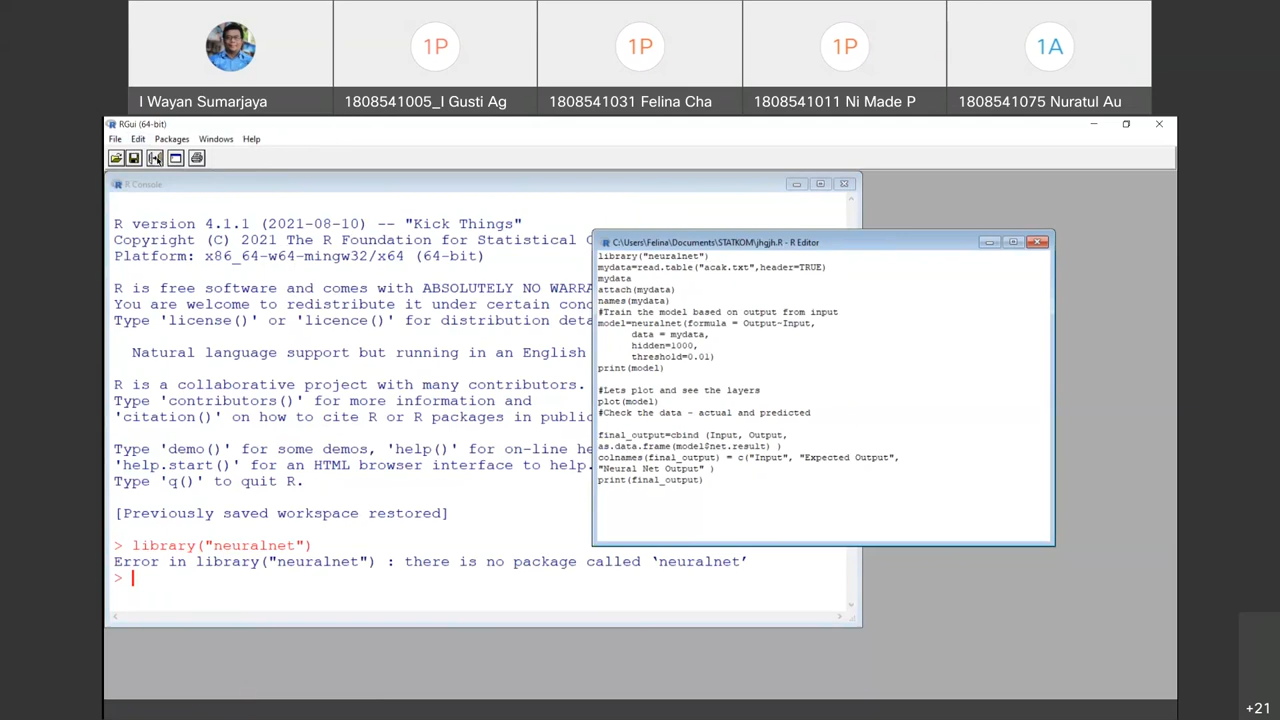 1P
1P
1P
1A
I Wayan Sumarjaya
1808541005_I Gusti Ag
1808541031 Felina Cha
1808541011 Ni Made P
1808541075 Nuratul Au
RGui (64-bit)
File Edit Packages Windows Help
R Console
R version 4.1.1 (2021-08-10) -- "Kick Things"
Copyright (C) 2021 The R Foundation for Statistical C
Platform: x86_64-w64-mingw32/x64 (64-bit)
R is free software and comes with ABSOLUTELY NO WARRA
You are welcome to redistribute it under certain cond
Type 'license()' or 'licence()' for distribution deta
Natural language support but running in an English
R is a collaborative project with many contributors.
Type 'contributors()' for more information and
'citation()' on how to cite R or R packages in public
Type 'demo()' for some demos, 'help()' for on-line he
'help.start()' for an HTML browser interface to help.
Type 'q()' to quit R.
[Previously saved workspace restored]
> library("neuralnet")
Error in library("neuralnet") : there is no package called ‘neuralnet’
>
C:\Users\Felina\Documents\STATKOM\jhgjh.R - R Editor
library("neuralnet")
mydata=read.table("acak.txt",header=TRUE)
mydata
attach(mydata)
names(mydata)
#Train the model based on output from input
model=neuralnet(formula = Output~Input,
data = mydata,
hidden=1000,
threshold=0.01)
print(model)
#Lets plot and see the layers
plot(model)
#Check the data - actual and predicted
final_output=cbind (Input, Output,
as.data.frame(model$net.result) )
colnames(final_output) = c("Input", "Expected Output",
"Neural Net Output" )
print(final_output)
+21